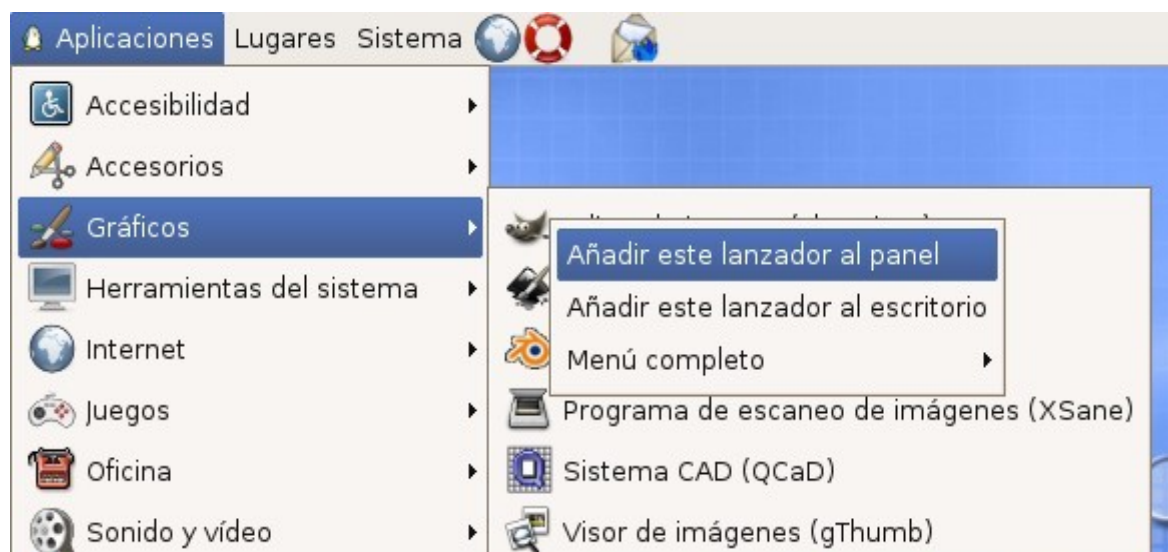 Aplicaciones Lugares Sistema
Accesibilidad
Accesorios
Gráficos
Herramientas del sistema
Internet
Juegos
Oficina
Sonido y vídeo
Añadir este lanzador al panel
Añadir este lanzador al escritorio
Menú completo
Programa de escaneo de imágenes (XSane)
Sistema CAD (QCaD)
Visor de imágenes (gThumb)